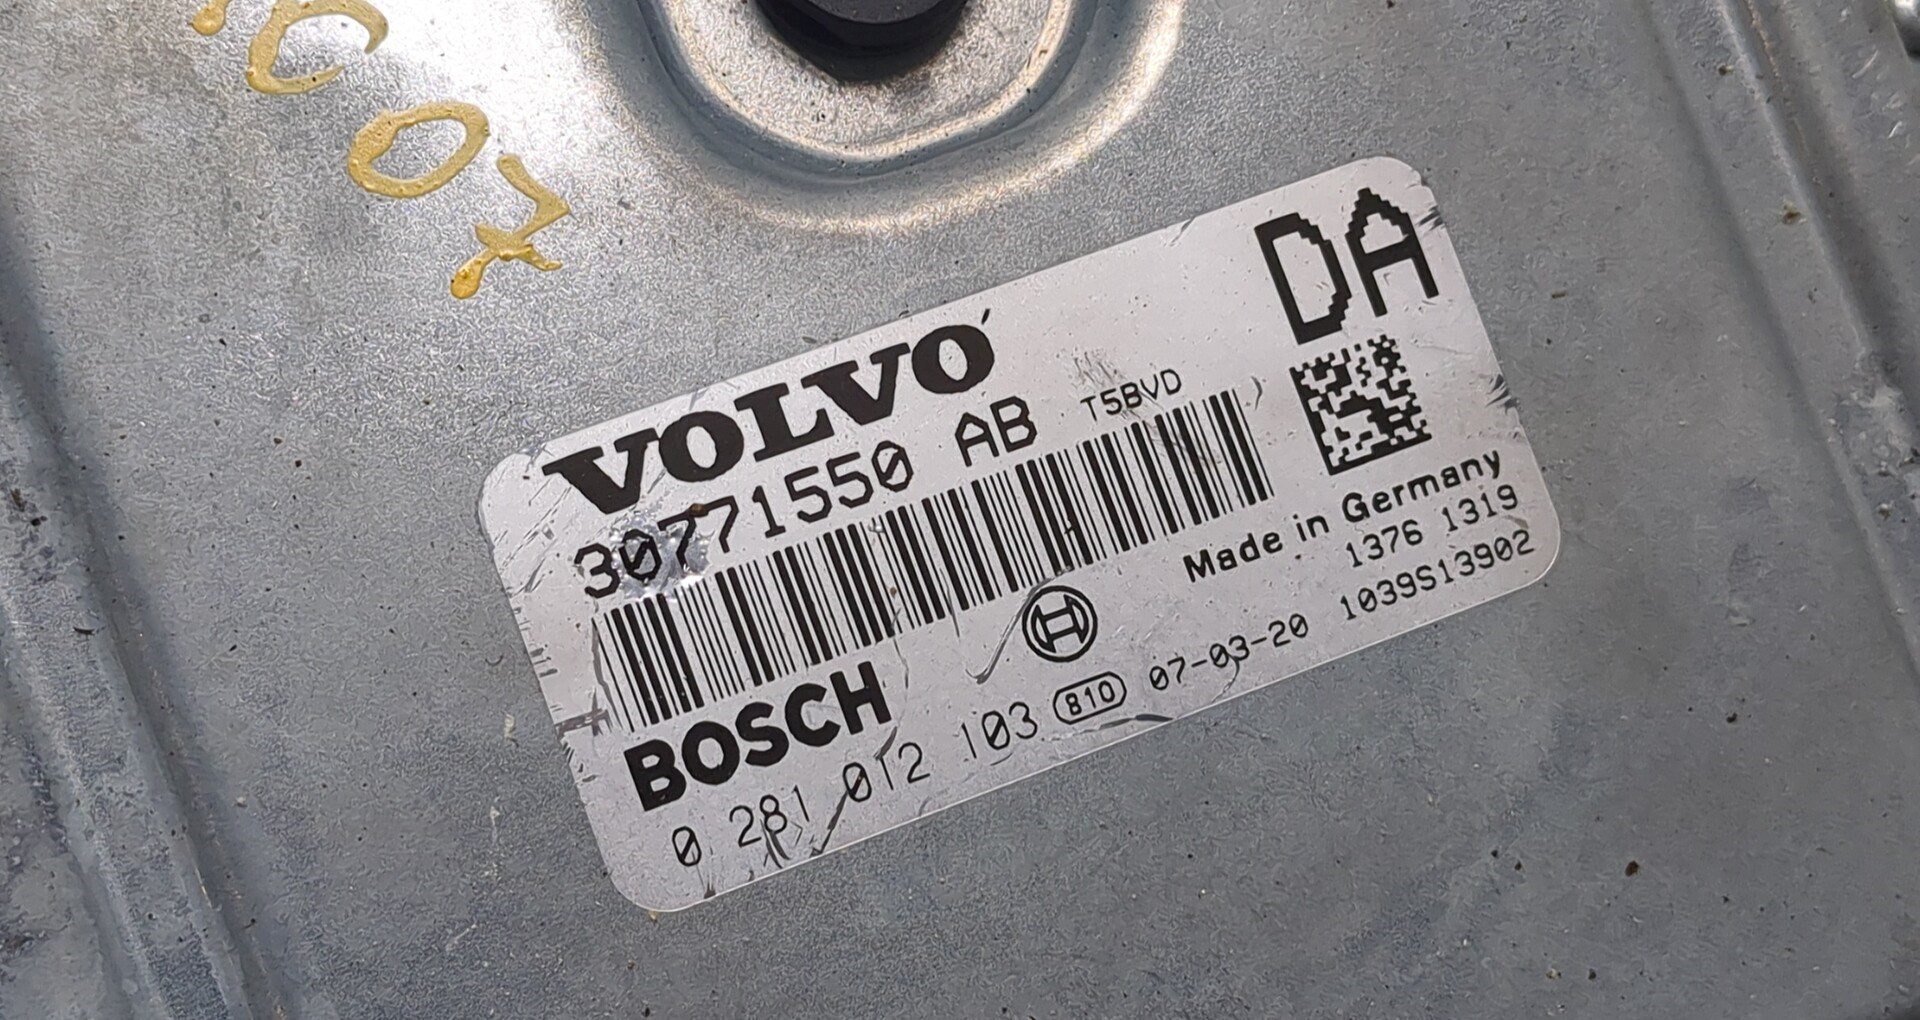 C07
DA
VOLVO
30771550 AB T5BVD
Made in Germany
1376 1319
BOSCH
0 281 012 103 810 07-03-20 1039S13902